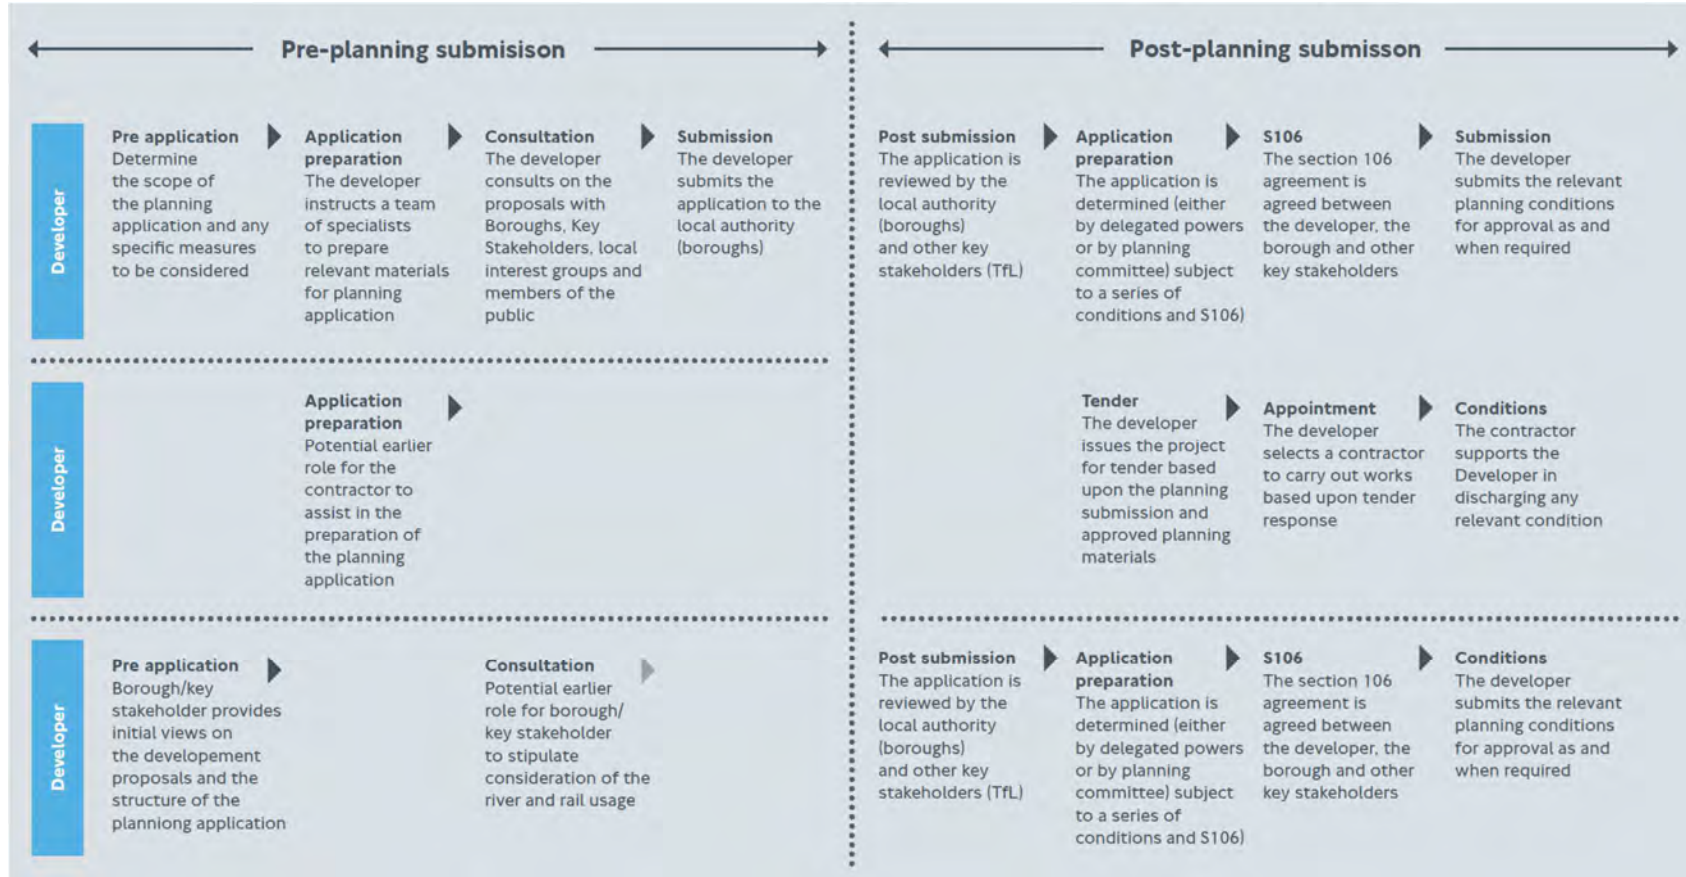 Pre-planning submisison
Post-planning submisson
Developer
Pre application
Determine
the scope of
the planning
application and any
specific measures
to be considered
Application
preparation
The developer
instructs a team
of specialists
to prepare
relevant materials
for planning
application
Consultation
The developer
consults on the
proposals with
Boroughs, Key
Stakeholders, local
interest groups and
members of the
public
Submission
The developer
submits the
application to the
local authority
(boroughs)
Post submission
The application is
reviewed by the
local authority
(boroughs)
and other key
stakeholders (TfL)
Application
preparation
The application is
determined (either
by delegated powers
or by planning
committee) subject
to a series of
conditions and S106)
S106
The section 106
agreement is
agreed between
the developer, the
borough and other
key stakeholders
Submission
The developer
submits the relevant
planning conditions
for approval as and
when required
Developer
Application
preparation
Potential earlier
role for the
contractor to
assist in the
preparation of
the planning
application
Tender
The developer
issues the project
for tender based
upon the planning
submission and
approved planning
materials
Appointment
The developer
selects a contractor
to carry out works
based upon tender
response
Conditions
The contractor
supports the
Developer in
discharging any
relevant condition
Developer
Pre application
Borough/key
stakeholder provides
initial views on
the developement
proposals and the
structure of the
planniong application
Consultation
Potential earlier
role for borough/
key stakeholder
to stipulate
consideration of the
river and rail usage
Post submission
The application is
reviewed by the
local authority
(boroughs)
and other key
stakeholders (TfL)
Application
preparation
The application is
determined (either
by delegated powers
or by planning
committee) subject
to a series of
conditions and S106)
S106
The section 106
agreement is
agreed between
the developer, the
borough and other
key stakeholders
Conditions
The developer
submits the relevant
planning conditions
for approval as and
when required